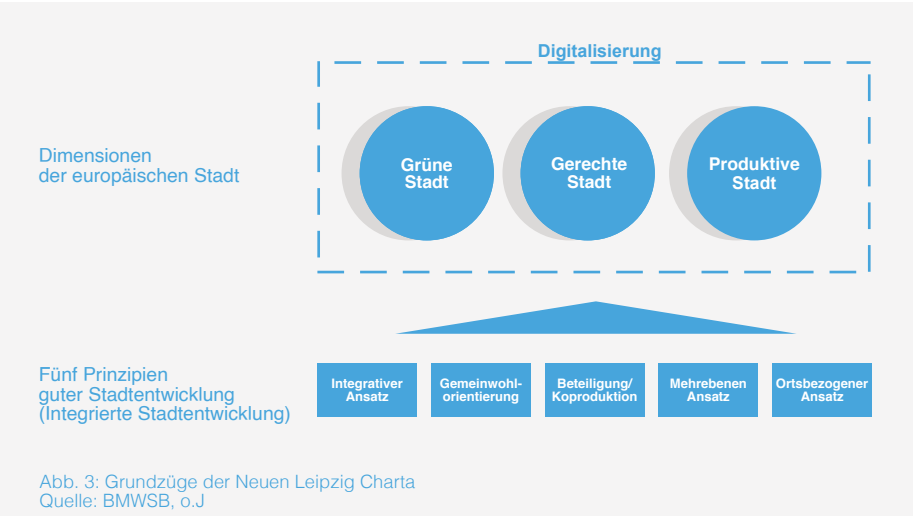 Digitalisierung
Dimensionen
der europäischen Stadt
Grüne
Stadt
Gerechte
Stadt
Produktive
Stadt
Fünf Prinzipien
guter Stadtentwicklung
(Integrierte Stadtentwicklung)
Integrativer
Ansatz
Gemeinwohl-
orientierung
Beteiligung/
Koproduktion
Mehrebenen
Ansatz
Ortsbezogener
Ansatz
Abb. 3: Grundzüge der Neuen Leipzig Charta
Quelle: BMWSB, o.J